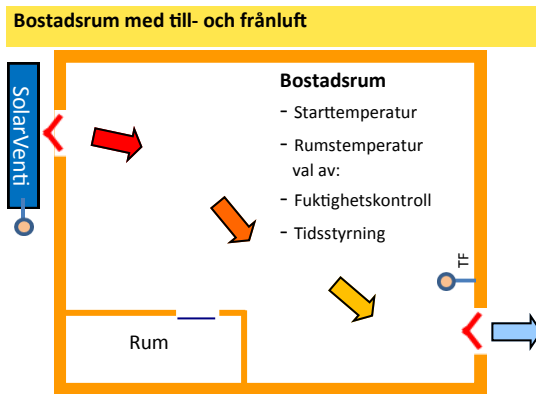 Bostadsrum med till- och frånluft
SolarVenti
Bostadsrum
- Starttemperatur
- Rumstemperatur
val av:
- Fuktighetskontroll
- Tidsstyrning
TF
Rum